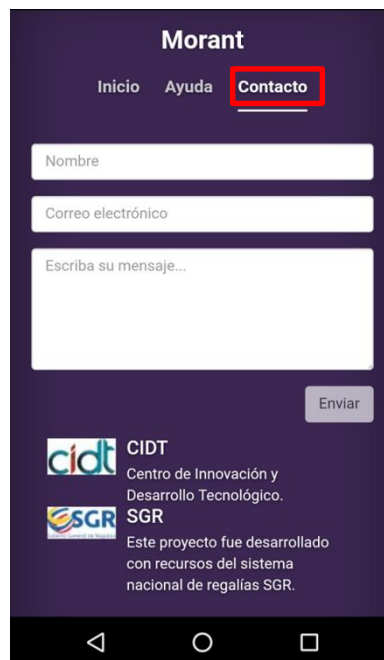 Morant
Inicio Ayuda Contacto
Nombre
Correo electrónico
Escriba su mensaje...
Enviar
cidt
CIDT
Centro de Innovación y
Desarrollo Tecnológico.
SGR
SGR
Este proyecto fue desarrollado
con recursos del sistema
nacional de regalías SGR.